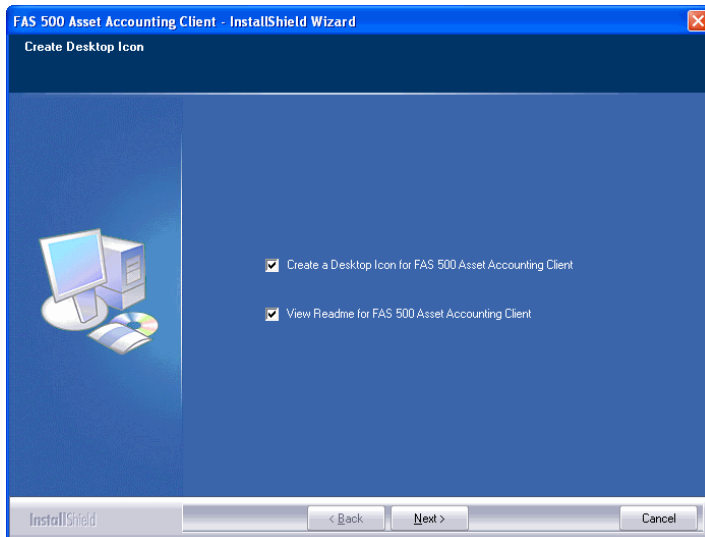 FAS 500 Asset Accounting Client - InstallShield Wizard
Create Desktop Icon
Create a Desktop Icon for FAS 500 Asset Accounting Client
View Readme for FAS 500 Asset Accounting Client
InstallShield
< Back
Next >
Cancel